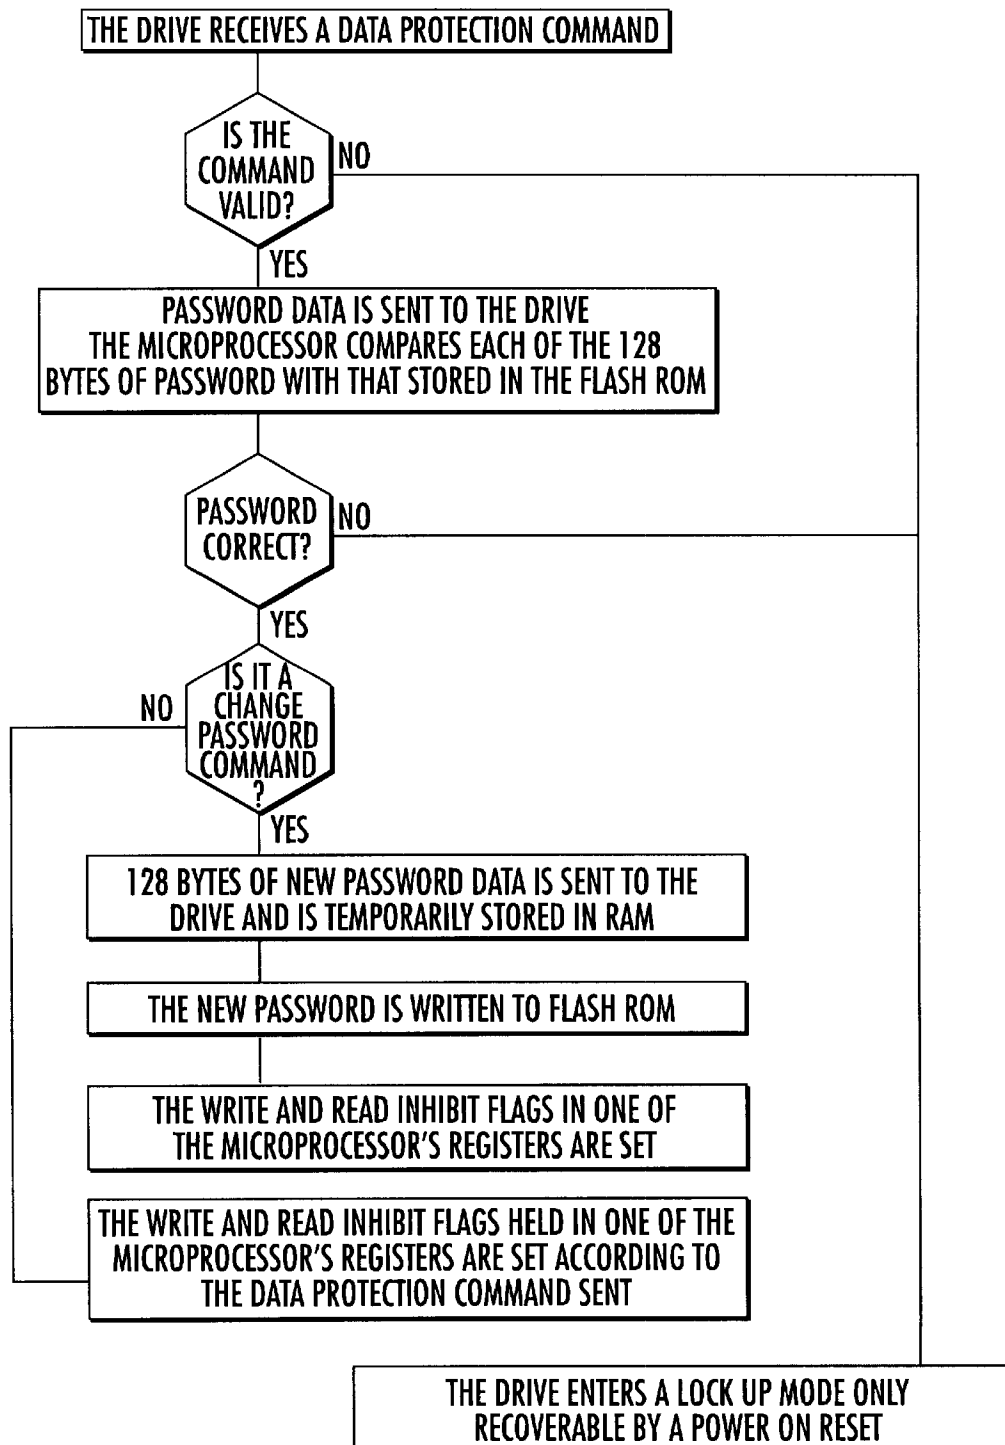 THE DRIVE RECEIVES A DATA PROTECTION COMMAND
IS THE
COMMAND
VALID?
NO
YES
PASSWORD DATA IS SENT TO THE DRIVE
THE MICROPROCESSOR COMPARES EACH OF THE 128
BYTES OF PASSWORD WITH THAT STORED IN THE FLASH ROM
PASSWORD
CORRECT?
NO
YES
IS IT A
CHANGE
PASSWORD
COMMAND
?
NO
YES
128 BYTES OF NEW PASSWORD DATA IS SENT TO THE
DRIVE AND IS TEMPORARILY STORED IN RAM
THE NEW PASSWORD IS WRITTEN TO FLASH ROM
THE WRITE AND READ INHIBIT FLAGS IN ONE OF
THE MICROPROCESSOR'S REGISTERS ARE SET
THE WRITE AND READ INHIBIT FLAGS HELD IN ONE OF THE
MICROPROCESSOR'S REGISTERS ARE SET ACCORDING TO
THE DATA PROTECTION COMMAND SENT
THE DRIVE ENTERS A LOCK UP MODE ONLY
RECOVERABLE BY A POWER ON RESET